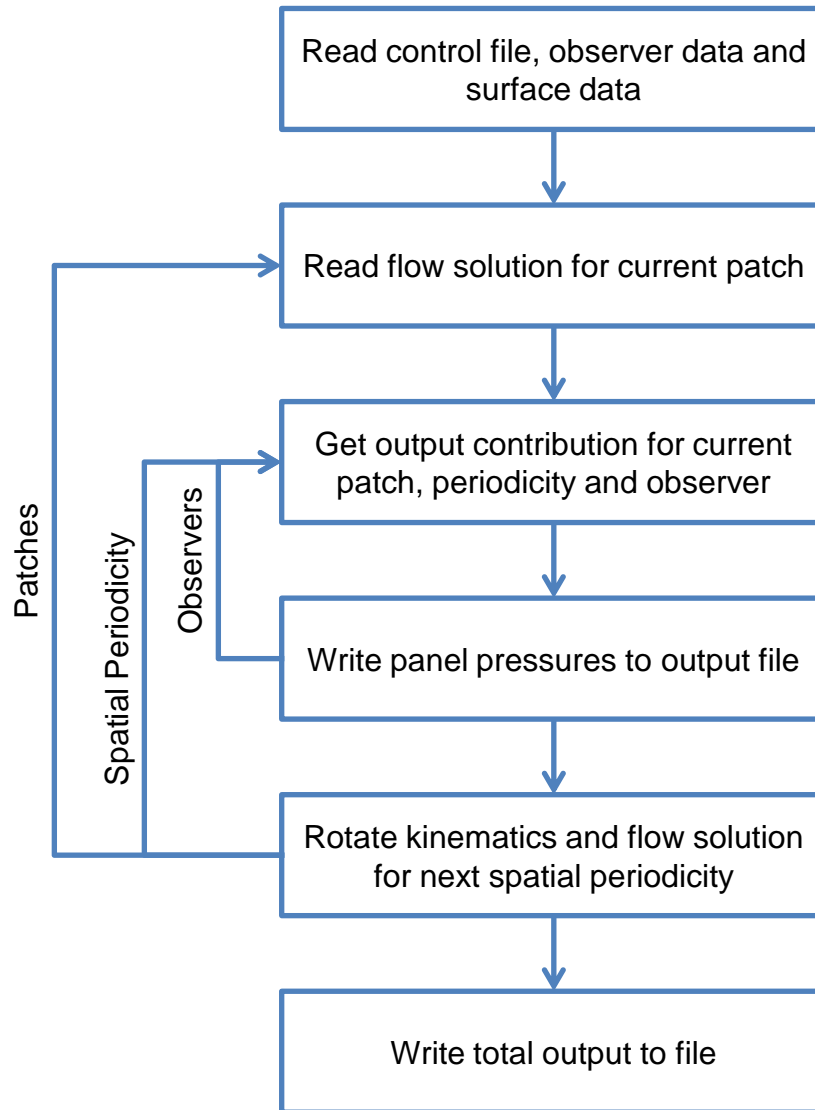 Read control file, observer data and
surface data
Read flow solution for current patch
Get output contribution for current
patch, periodicity and observer
Patches
Spatial Periodicity
Observers
Write panel pressures to output file
Rotate kinematics and flow solution
for next spatial periodicity
Write total output to file